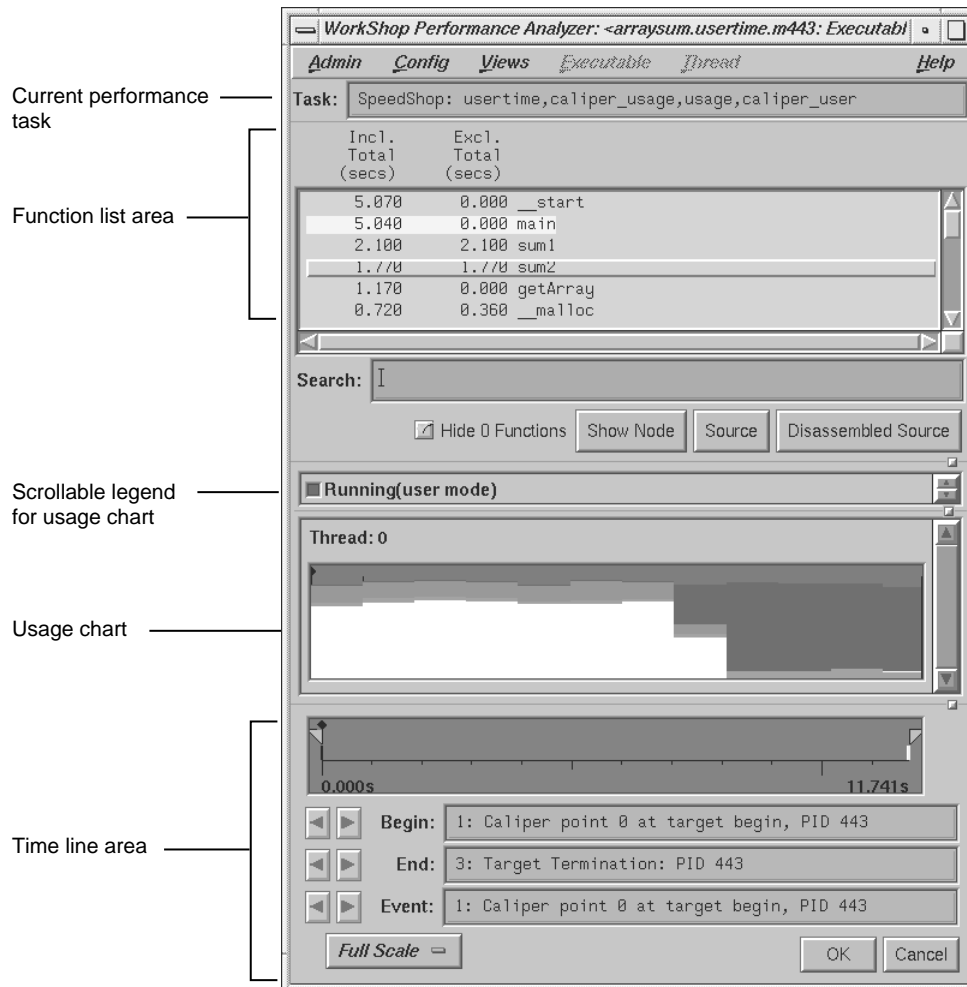 WorkShop Performance Analyzer: <arraysum.usertime.m443: Executabl
Admin Config Views Executable Thread Help
Current performance task
Task: SpeedShop: usertime,caliper_usage,usage,caliper_user
Incl. Excl.
Total Total
(secs) (secs)
Function list area
5.070 0.000 __start
5.040 0.000 main
2.100 2.100 sum1
1.770 1.770 sum2
1.170 0.000 getArray
0.720 0.360 __malloc
Search:
Hide 0 Functions Show Node Source Disassembled Source
Scrollable legend for usage chart
Running(user mode)
Thread: 0
Usage chart
0.000s 11.741s
Time line area
Begin: 1: Caliper point 0 at target begin, PID 443
End: 3: Target Termination: PID 443
Event: 1: Caliper point 0 at target begin, PID 443
Full Scale OK Cancel